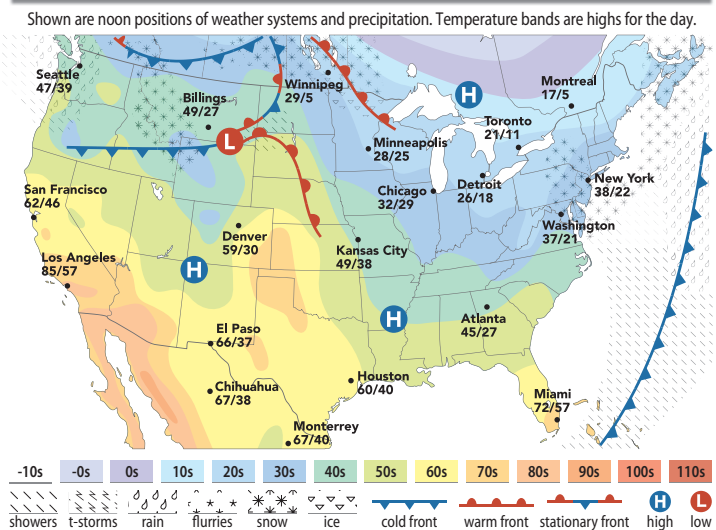 Shown are noon positions of weather systems and precipitation. Temperature bands are highs for the day.
Seattle
47/39
Billings
49/27
Winnipeg
29/5
H
Montreal
17/5
Toronto
21/11
L
Minneapolis
28/25
San Francisco
62/46
Chicago
32/29
Detroit
26/18
New York
38/22
Washington
37/21
Denver
59/30
Kansas City
49/38
Los Angeles
85/57
H
H
Atlanta
45/27
El Paso
66/37
Chihuahua
67/38
Houston
60/40
Miami
72/57
Monterrey
67/40
-10s -0s 0s 10s 20s 30s 40s 50s 60s 70s 80s 90s 100s 110s
H L
showers t-storms rain flurries snow ice cold front warm front stationary front high low